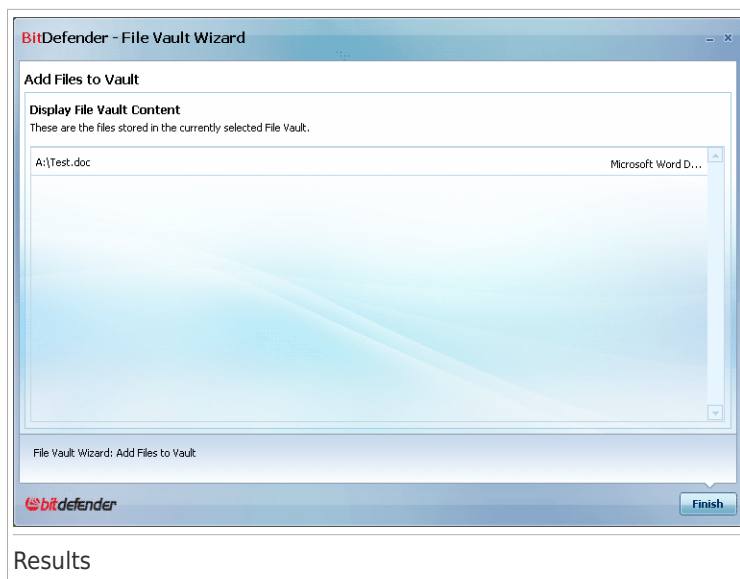 BitDefender - File Vault Wizard
Add Files to Vault
Display File Vault Content
These are the files stored in the currently selected File Vault.
A:\Test.doc Microsoft Word D...
File Vault Wizard: Add Files to Vault
bitdefender
Finish
Results